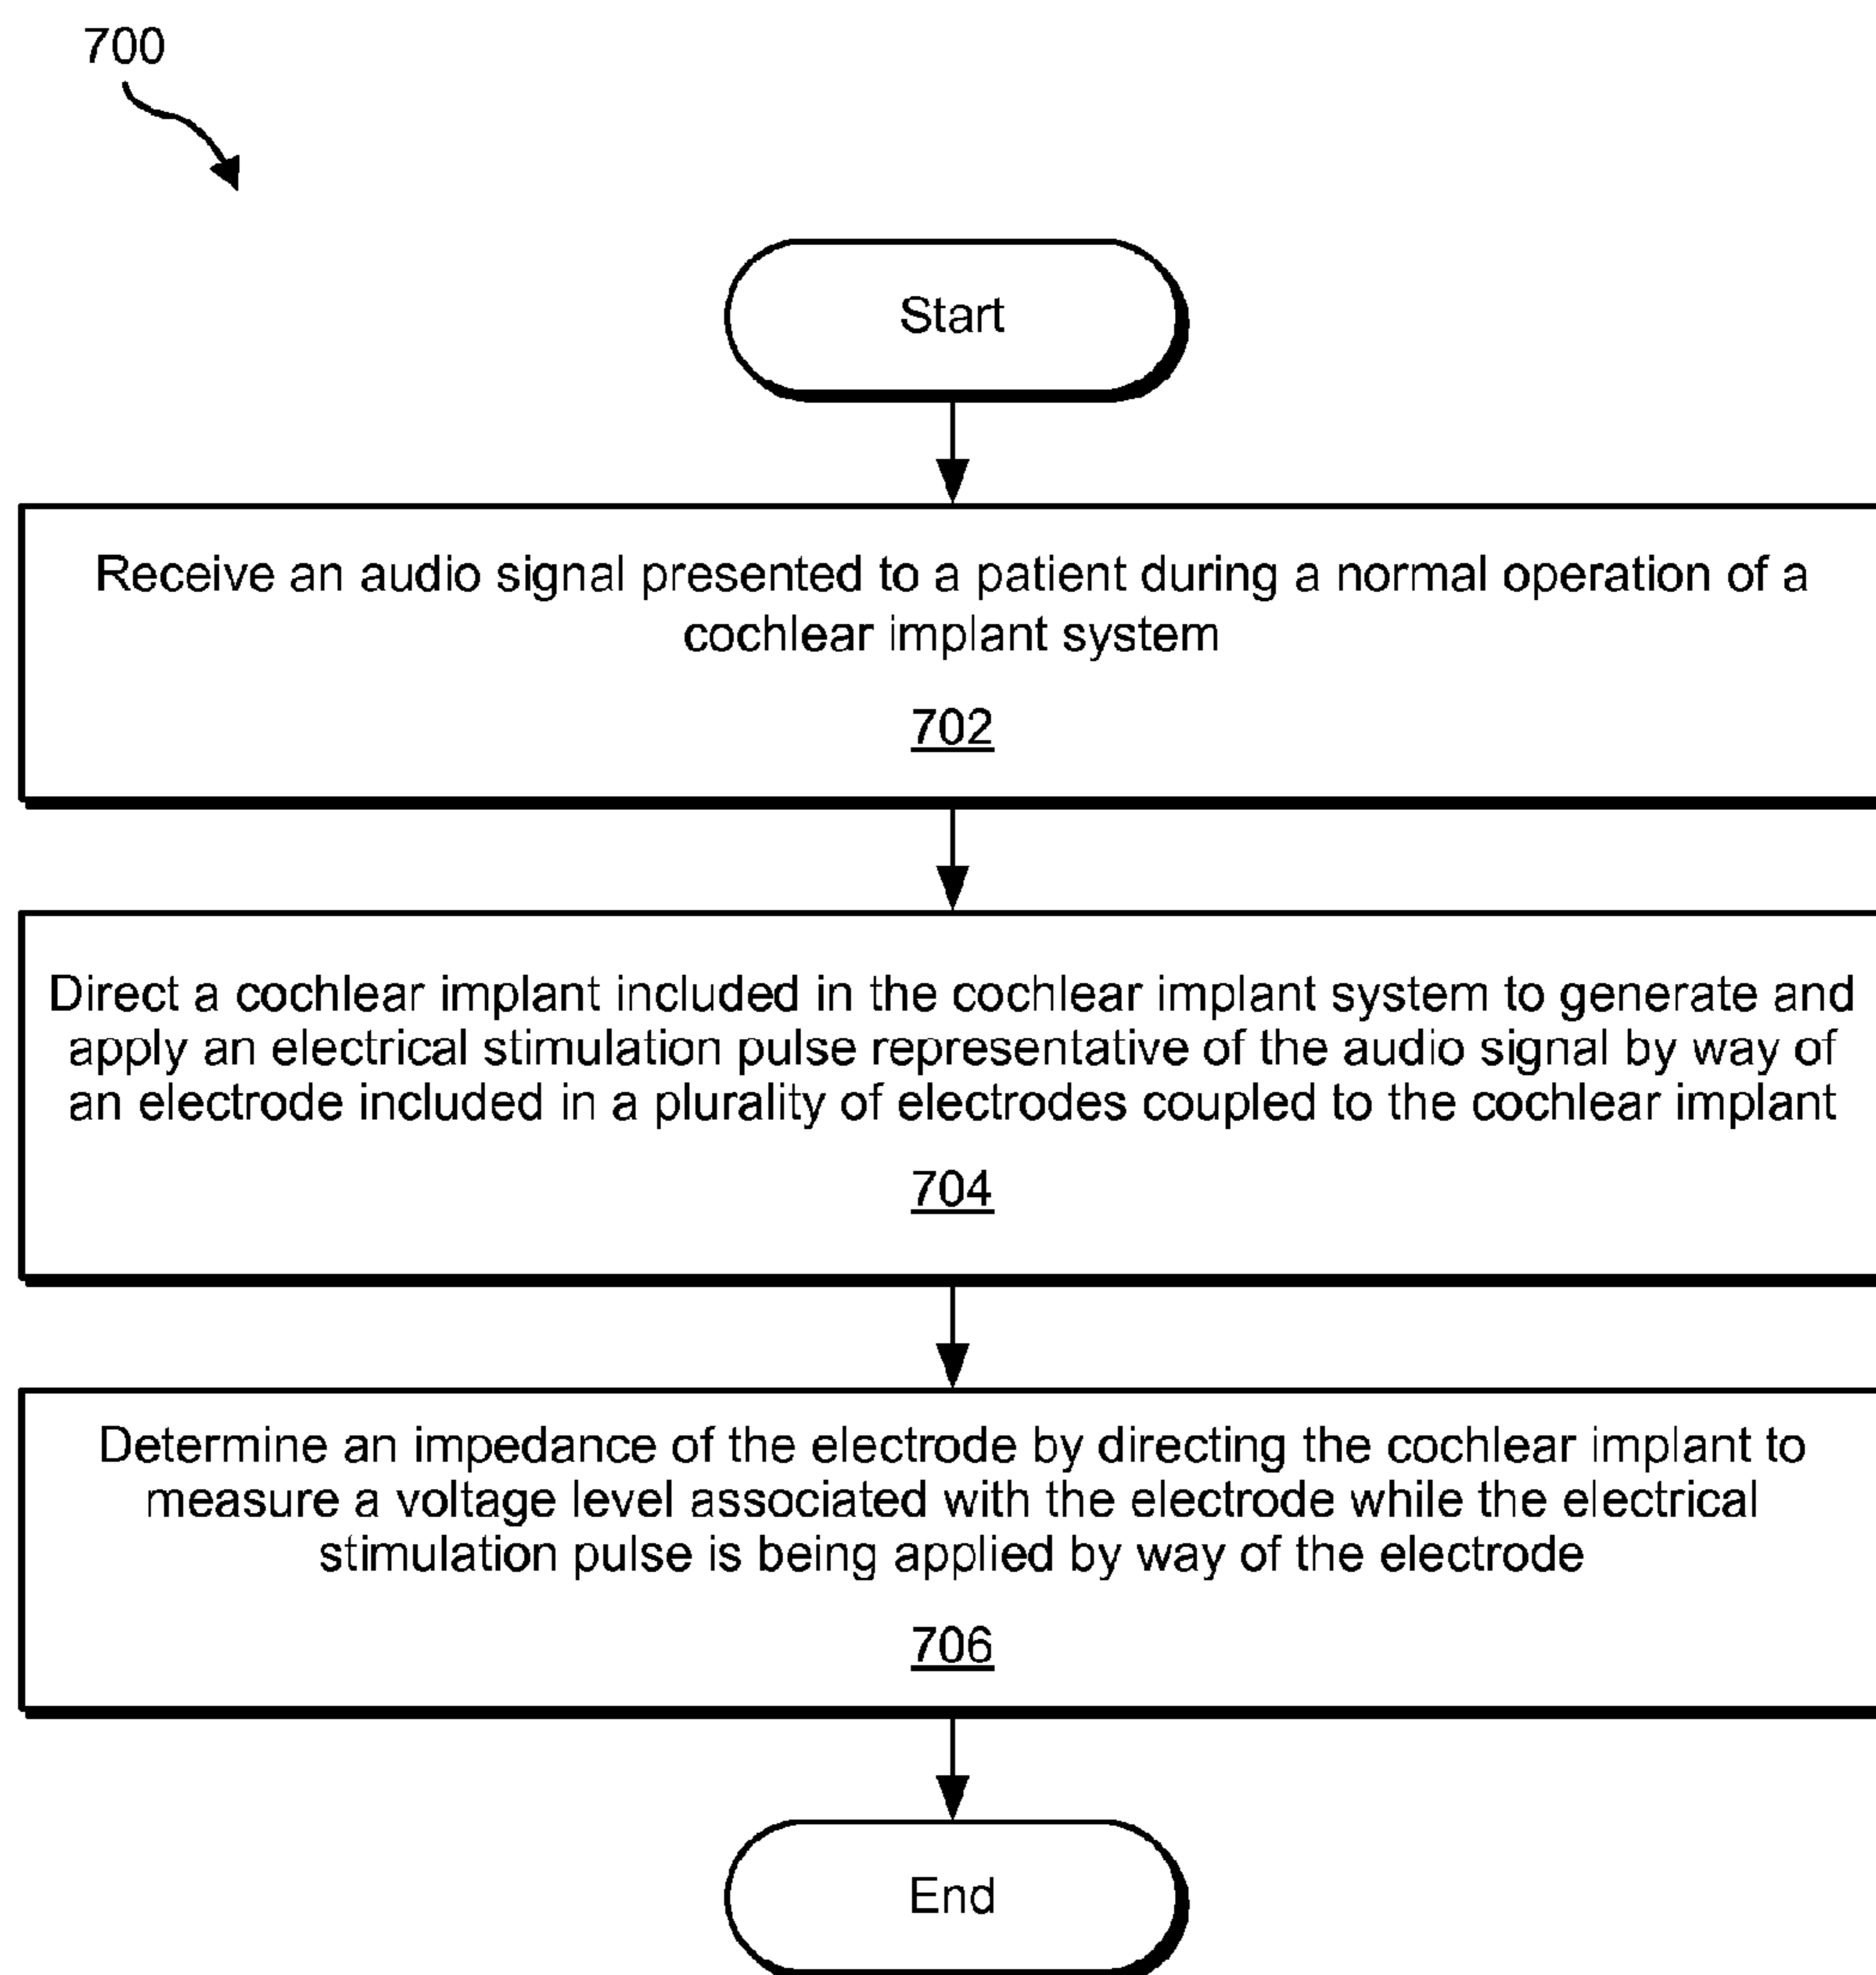 700
Start
Receive an audio signal presented to a patient during a normal operation of a
cochlear implant system
702
Direct a cochlear implant included in the cochlear implant system to generate and
apply an electrical stimulation pulse representative of the audio signal by way of
an electrode included in a plurality of electrodes coupled to the cochlear implant
704
Determine an impedance of the electrode by directing the cochlear implant to
measure a voltage level associated with the electrode while the electrical
stimulation pulse is being applied by way of the electrode
706
End